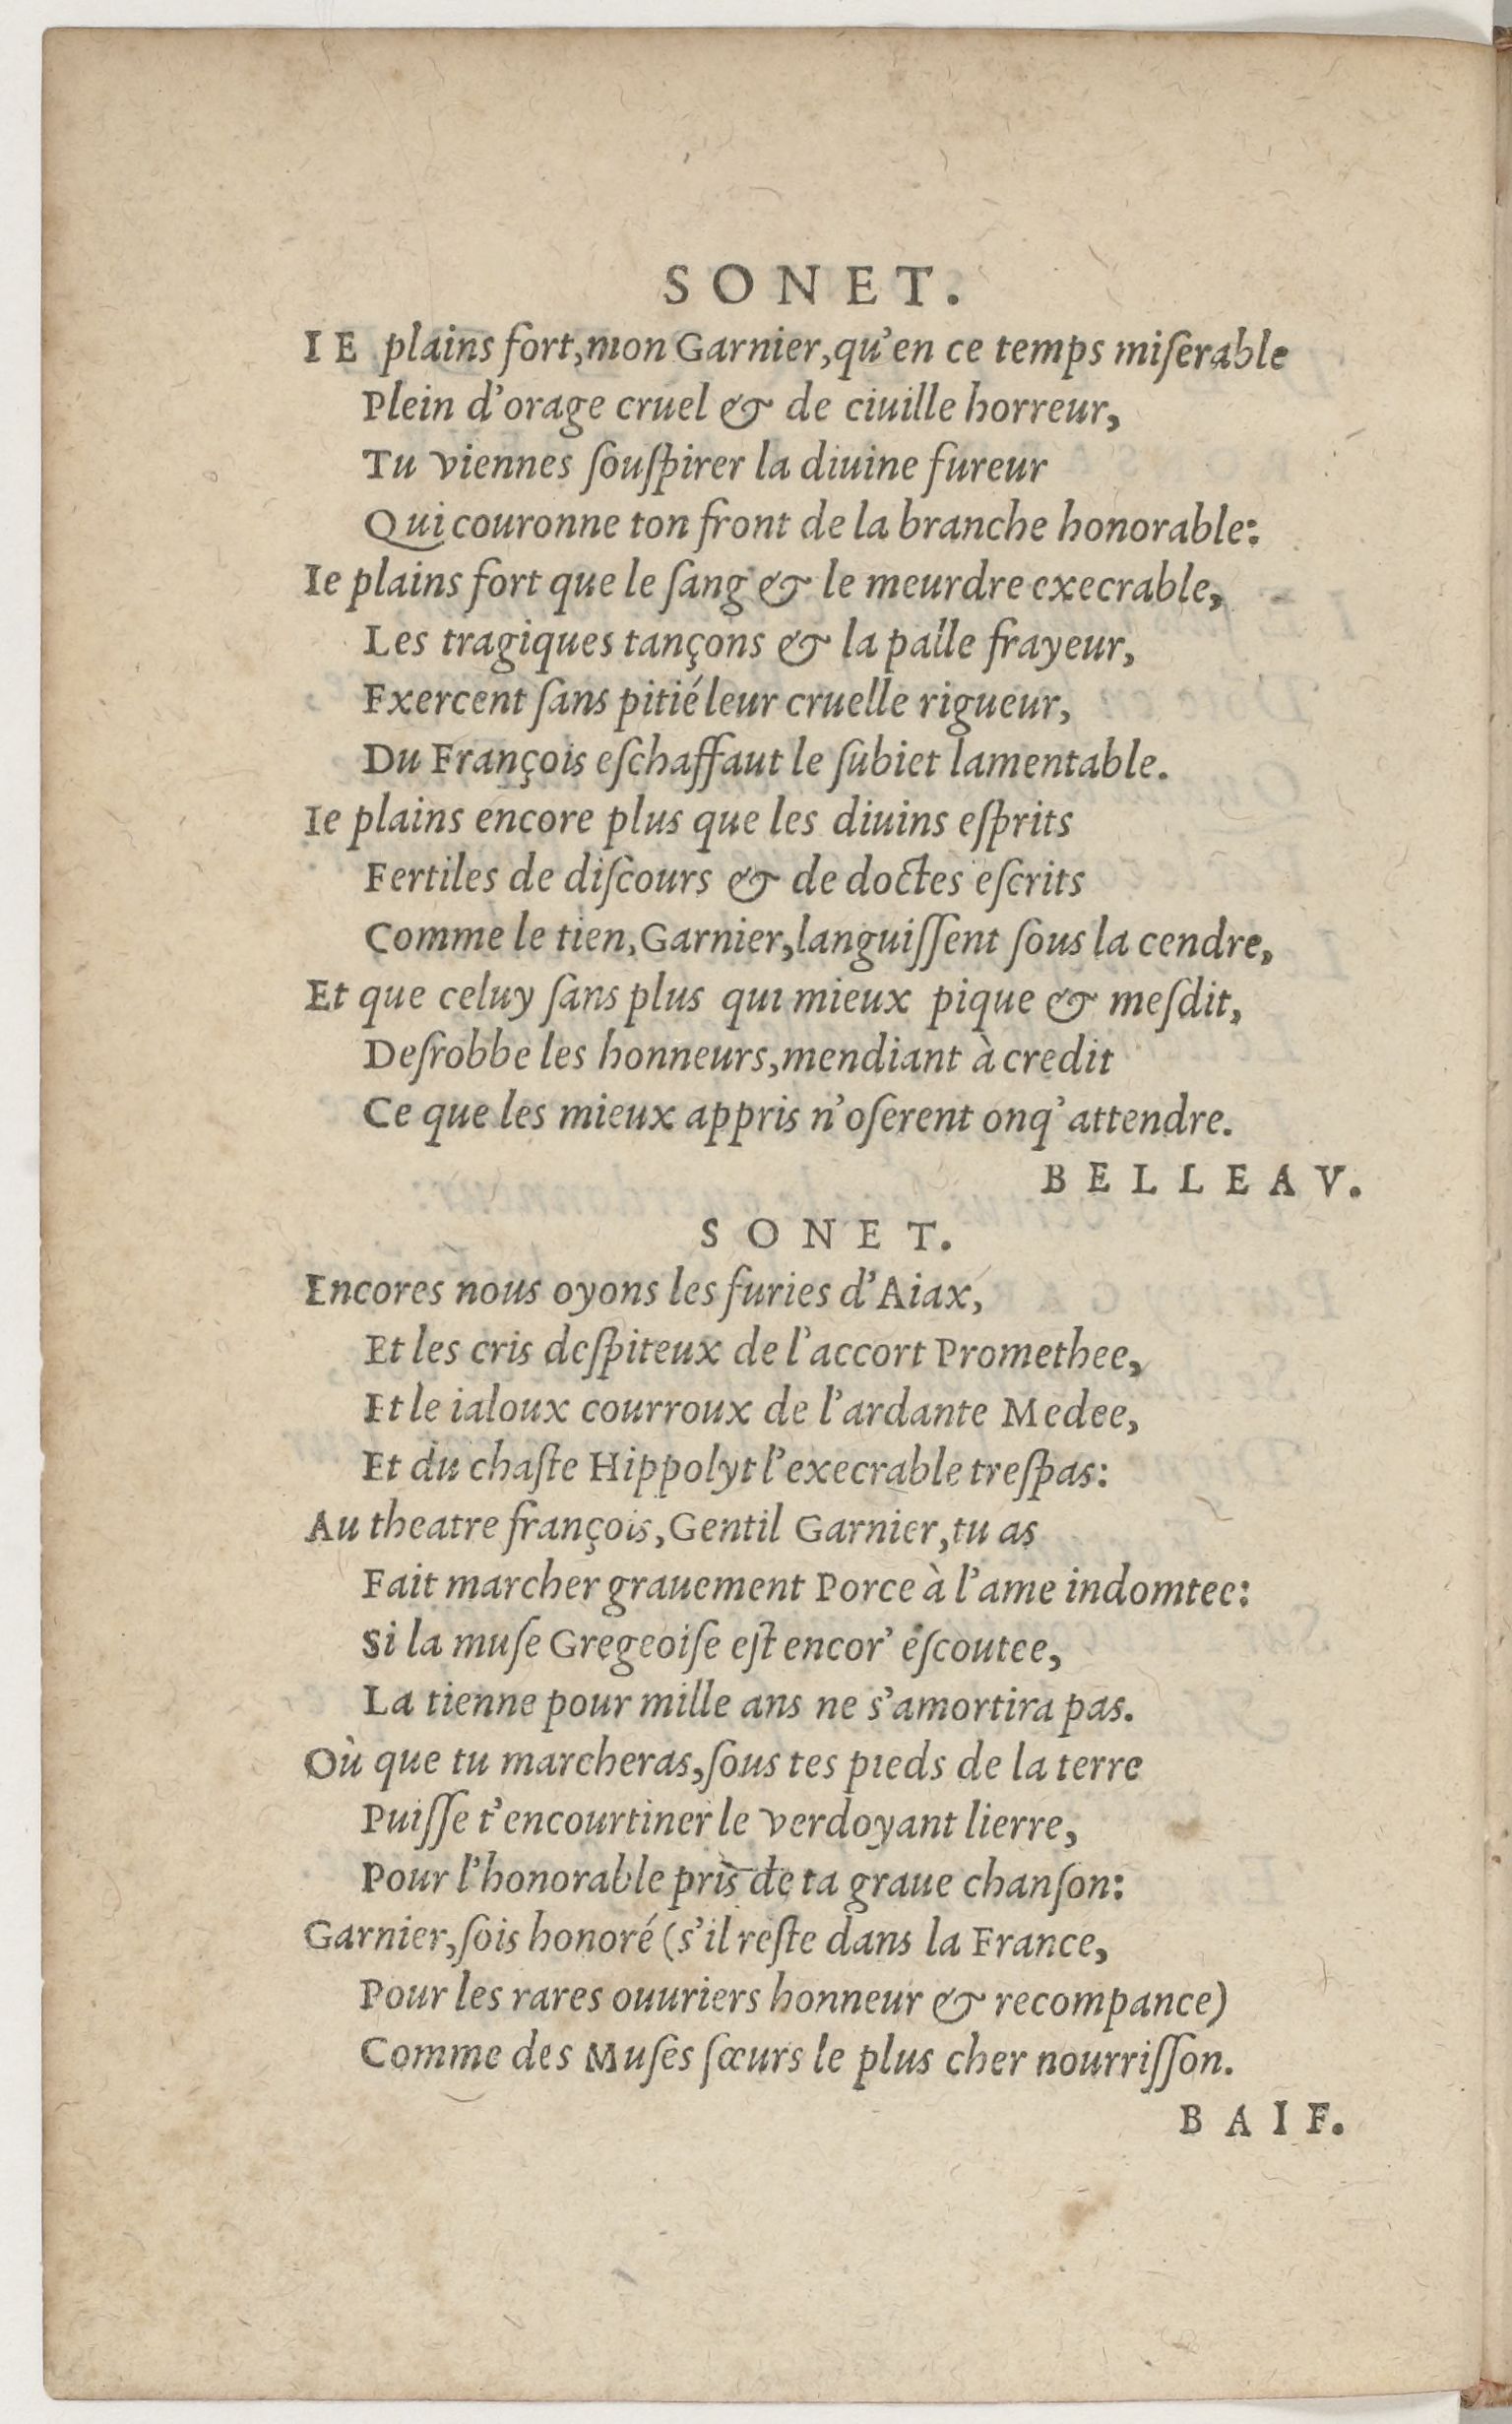 SONET.
IE plains fort, mon Garnier, qu'en ce temps miſerable
Plein d'orage cruel & de ciuille horreur,
Tu viennes ſouſpirer la diuine fureur
Qui couronne ton front de la branche honorable:
Ie plains fort que le ſang & le meurdre execrable,
Les tragiques tançons & la palle frayeur,
Fxercent ſans pitié leur cruelle rigueur,
Du François eſchaffaut le ſubiet lamentable.
Ie plains encore plus que les diuins eſprits
Fertiles de diſcours & de doctes eſcrits
Comme le tien, Garnier, languiſſent ſous la cendre,
Et que celuy ſans plus qui mieux pique & meſdit,
Deſrobbe les honneurs, mendiant à credit
Ce que les mieux appris n'oſerent onq' attendre.
BELLEAV.
SONET.
Encores nous oyons les furies d'Aiax,
Et les cris deſpiteux de l'accort Promethee,
Et le ialoux courroux de l'ardante Medee,
Et du chaſte Hippolyt l'execrable treſpas:
Au theatre françois, Gentil Garnier, tu as
Fait marcher grauement Porce à l'ame indomtee:
Si la muſe Gregeoiſe eſt encor' eſcoutee,
La tienne pour mille ans ne s'amortira pas.
Où que tu marcheras, ſous tes pieds de la terre
Puiſſe t'encourtiner le verdoyant lierre,
Pour l'honorable pris de ta graue chanſon:
Garnier, ſois honoré (s'il reſte dans la France,
Pour les rares ouuriers honneur & recompance)
Comme des Muſes ſœurs le plus cher nourriſſon.
BAIF.